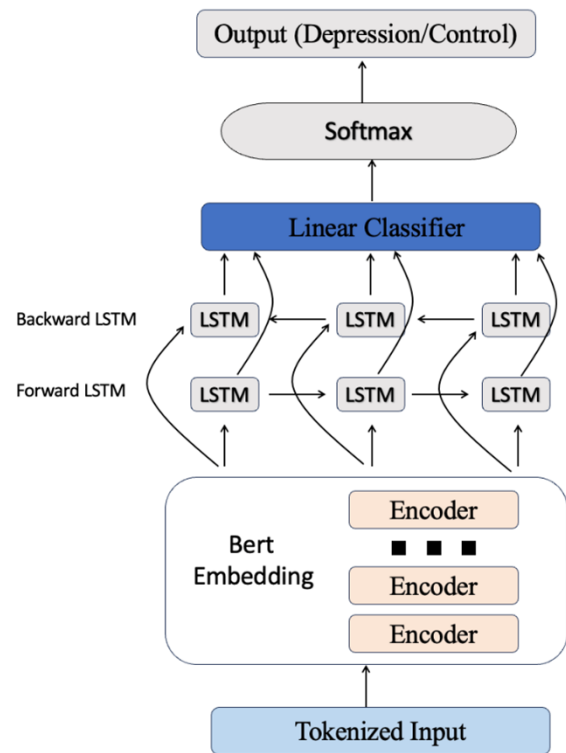 Output (Depression/Control)
Softmax
Linear Classifier
Backward LSTM
LSTM
LSTM
LSTM
Forward LSTM
LSTM
LSTM
LSTM
Encoder
Bert
Embedding
Encoder
Encoder
Tokenized Input